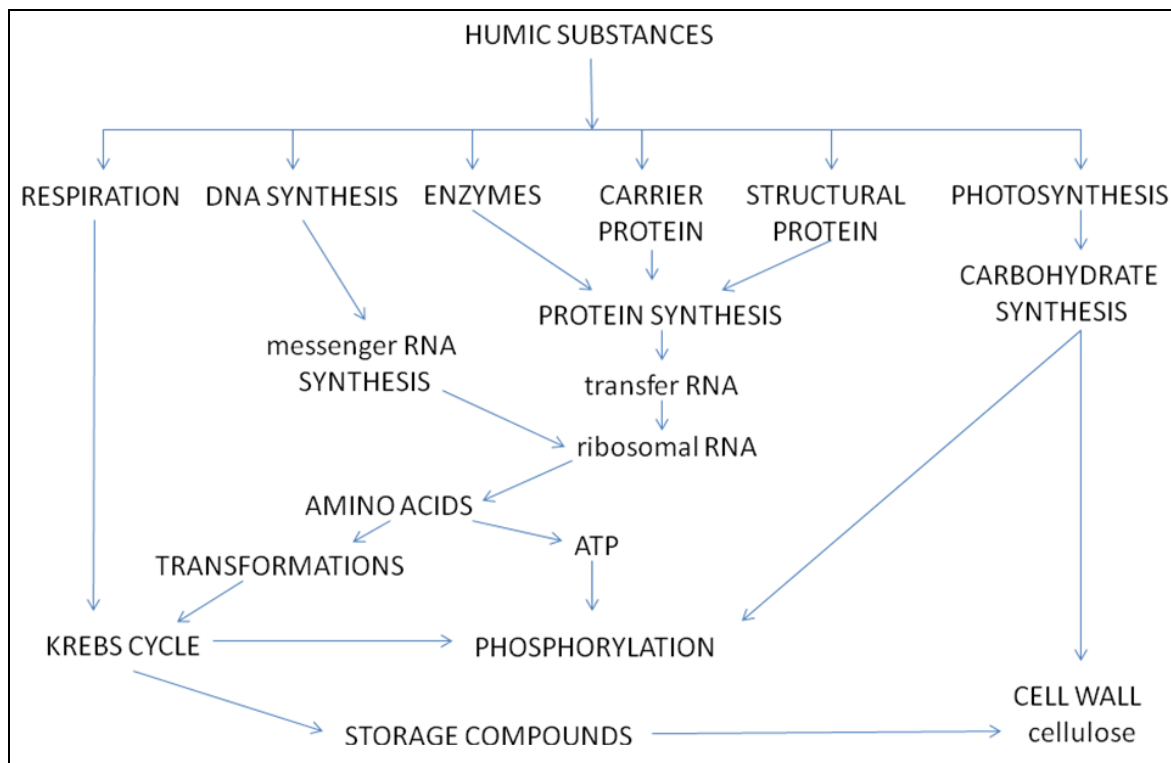 HUMIC SUBSTANCES
RESPIRATION
DNA SYNTHESIS
ENZYMES
CARRIER
PROTEIN
STRUCTURAL
PROTEIN
PHOTOSYNTHESIS
CARBOHYDRATE
SYNTHESIS
PROTEIN SYNTHESIS
messenger RNA
SYNTHESIS
transfer RNA
ribosomal RNA
AMINO ACIDS
ATP
TRANSFORMATIONS
KREBS CYCLE
PHOSPHORYLATION
CELL WALL
cellulose
STORAGE COMPOUNDS